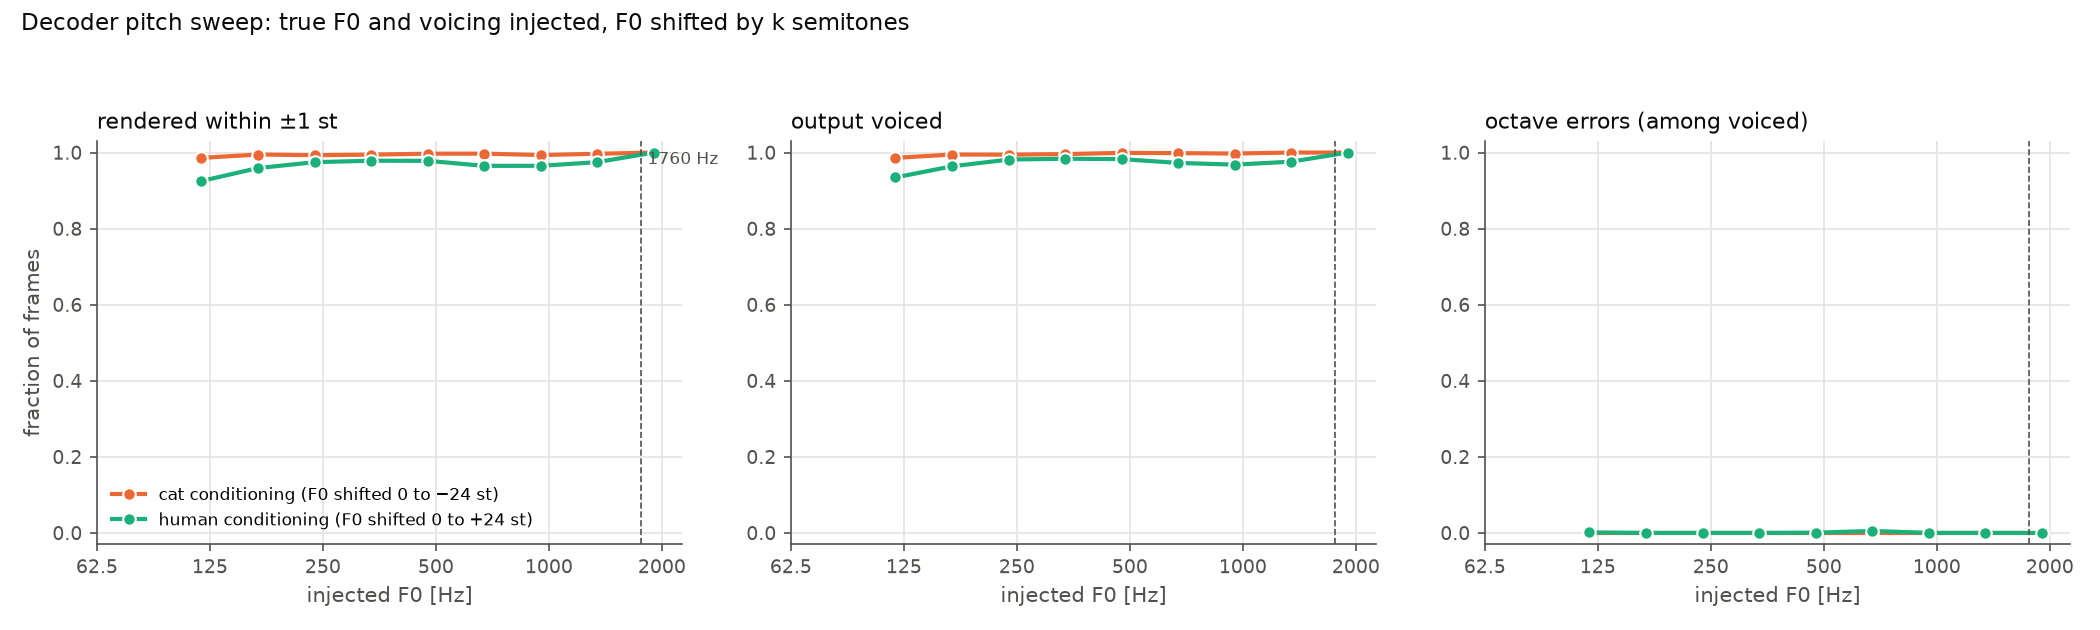 Decoder pitch sweep: true F0 and voicing injected, F0 shifted by k semitones
rendered within ±1 st
fraction of frames
1.0
0.8
0.6
0.4
0.2
0.0
1760 Hz
cat conditioning (F0 shifted 0 to −24 st)
human conditioning (F0 shifted 0 to +24 st)
62.5 125 250 500 1000 2000
injected F0 [Hz]
output voiced
1.0
0.8
0.6
0.4
0.2
0.0
62.5 125 250 500 1000 2000
injected F0 [Hz]
octave errors (among voiced)
1.0
0.8
0.6
0.4
0.2
0.0
62.5 125 250 500 1000 2000
injected F0 [Hz]